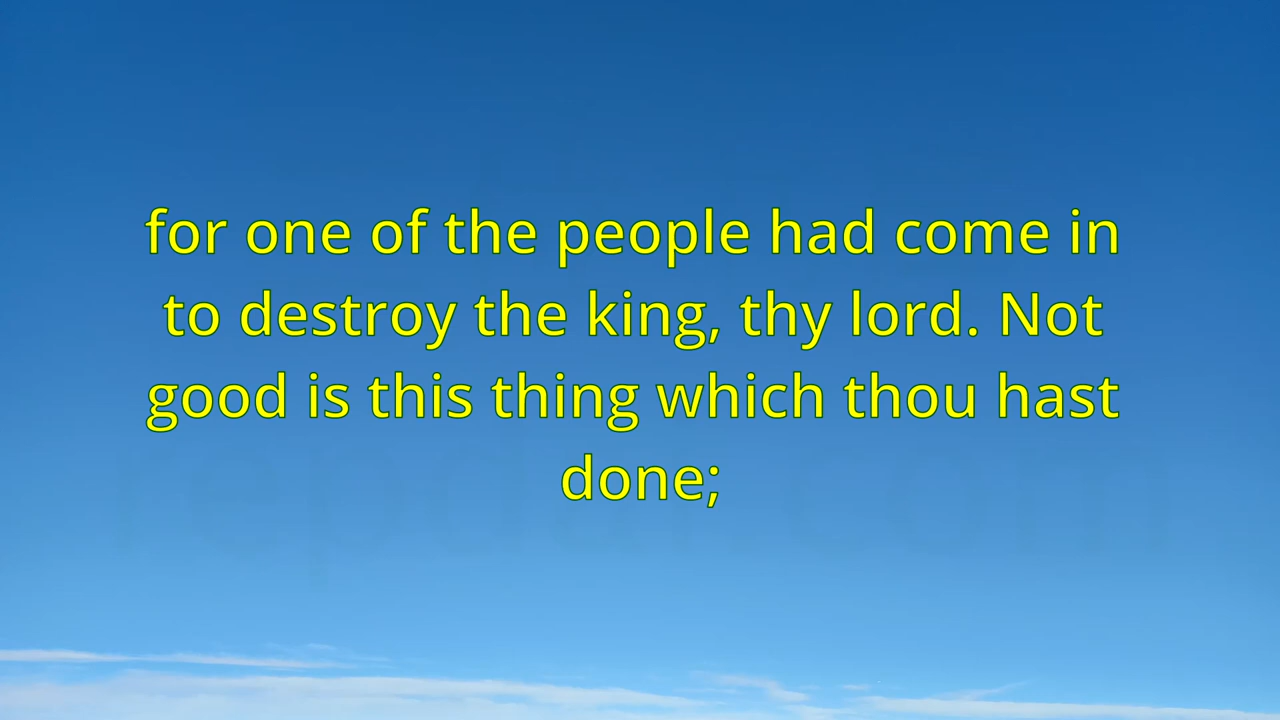 for one of the people had come in
to destroy the king, thy lord. Not
good is this thing which thou hast
done;